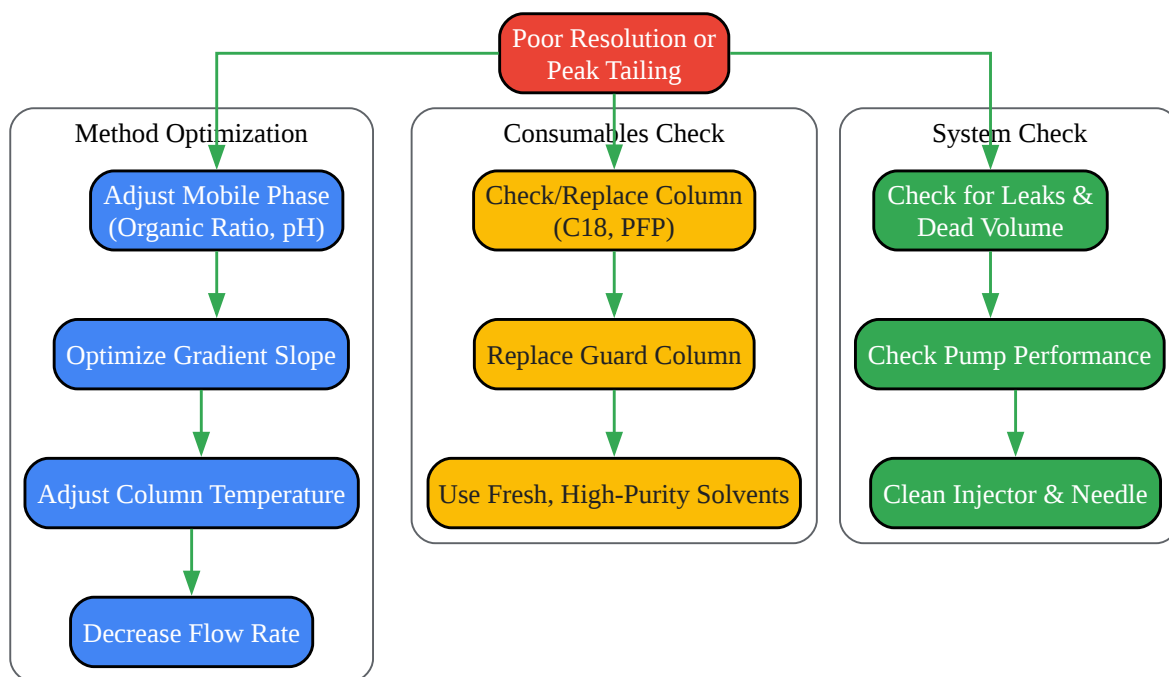 Poor Resolution or
Peak Tailing
Method Optimization
Adjust Mobile Phase
(Organic Ratio, pH)
Optimize Gradient Slope
Adjust Column Temperature
Decrease Flow Rate
Consumables Check
Check/Replace Column
(C18, PFP)
Replace Guard Column
Use Fresh, High-Purity Solvents
System Check
Check for Leaks &
Dead Volume
Check Pump Performance
Clean Injector & Needle